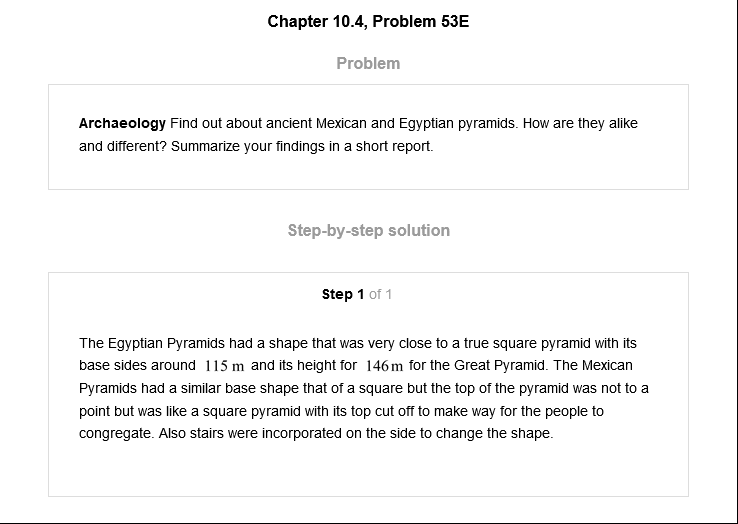 Chapter 10.4, Problem 53E
Problem
Archaeology Find out about ancient Mexican and Egyptian pyramids. How are they alike
and different? Summarize your findings in a short report.
Step-by-step solution
Step 1 of 1
The Egyptian Pyramids had a shape that was very close to a true square pyramid with its
base sides around 115 m and its height for 146 m for the Great Pyramid. The Mexican
Pyramids had a similar base shape that of a square but the top of the pyramid was not to a
point but was like a square pyramid with its top cut off to make way for the people to
congregate. Also stairs were incorporated on the side to change the shape.